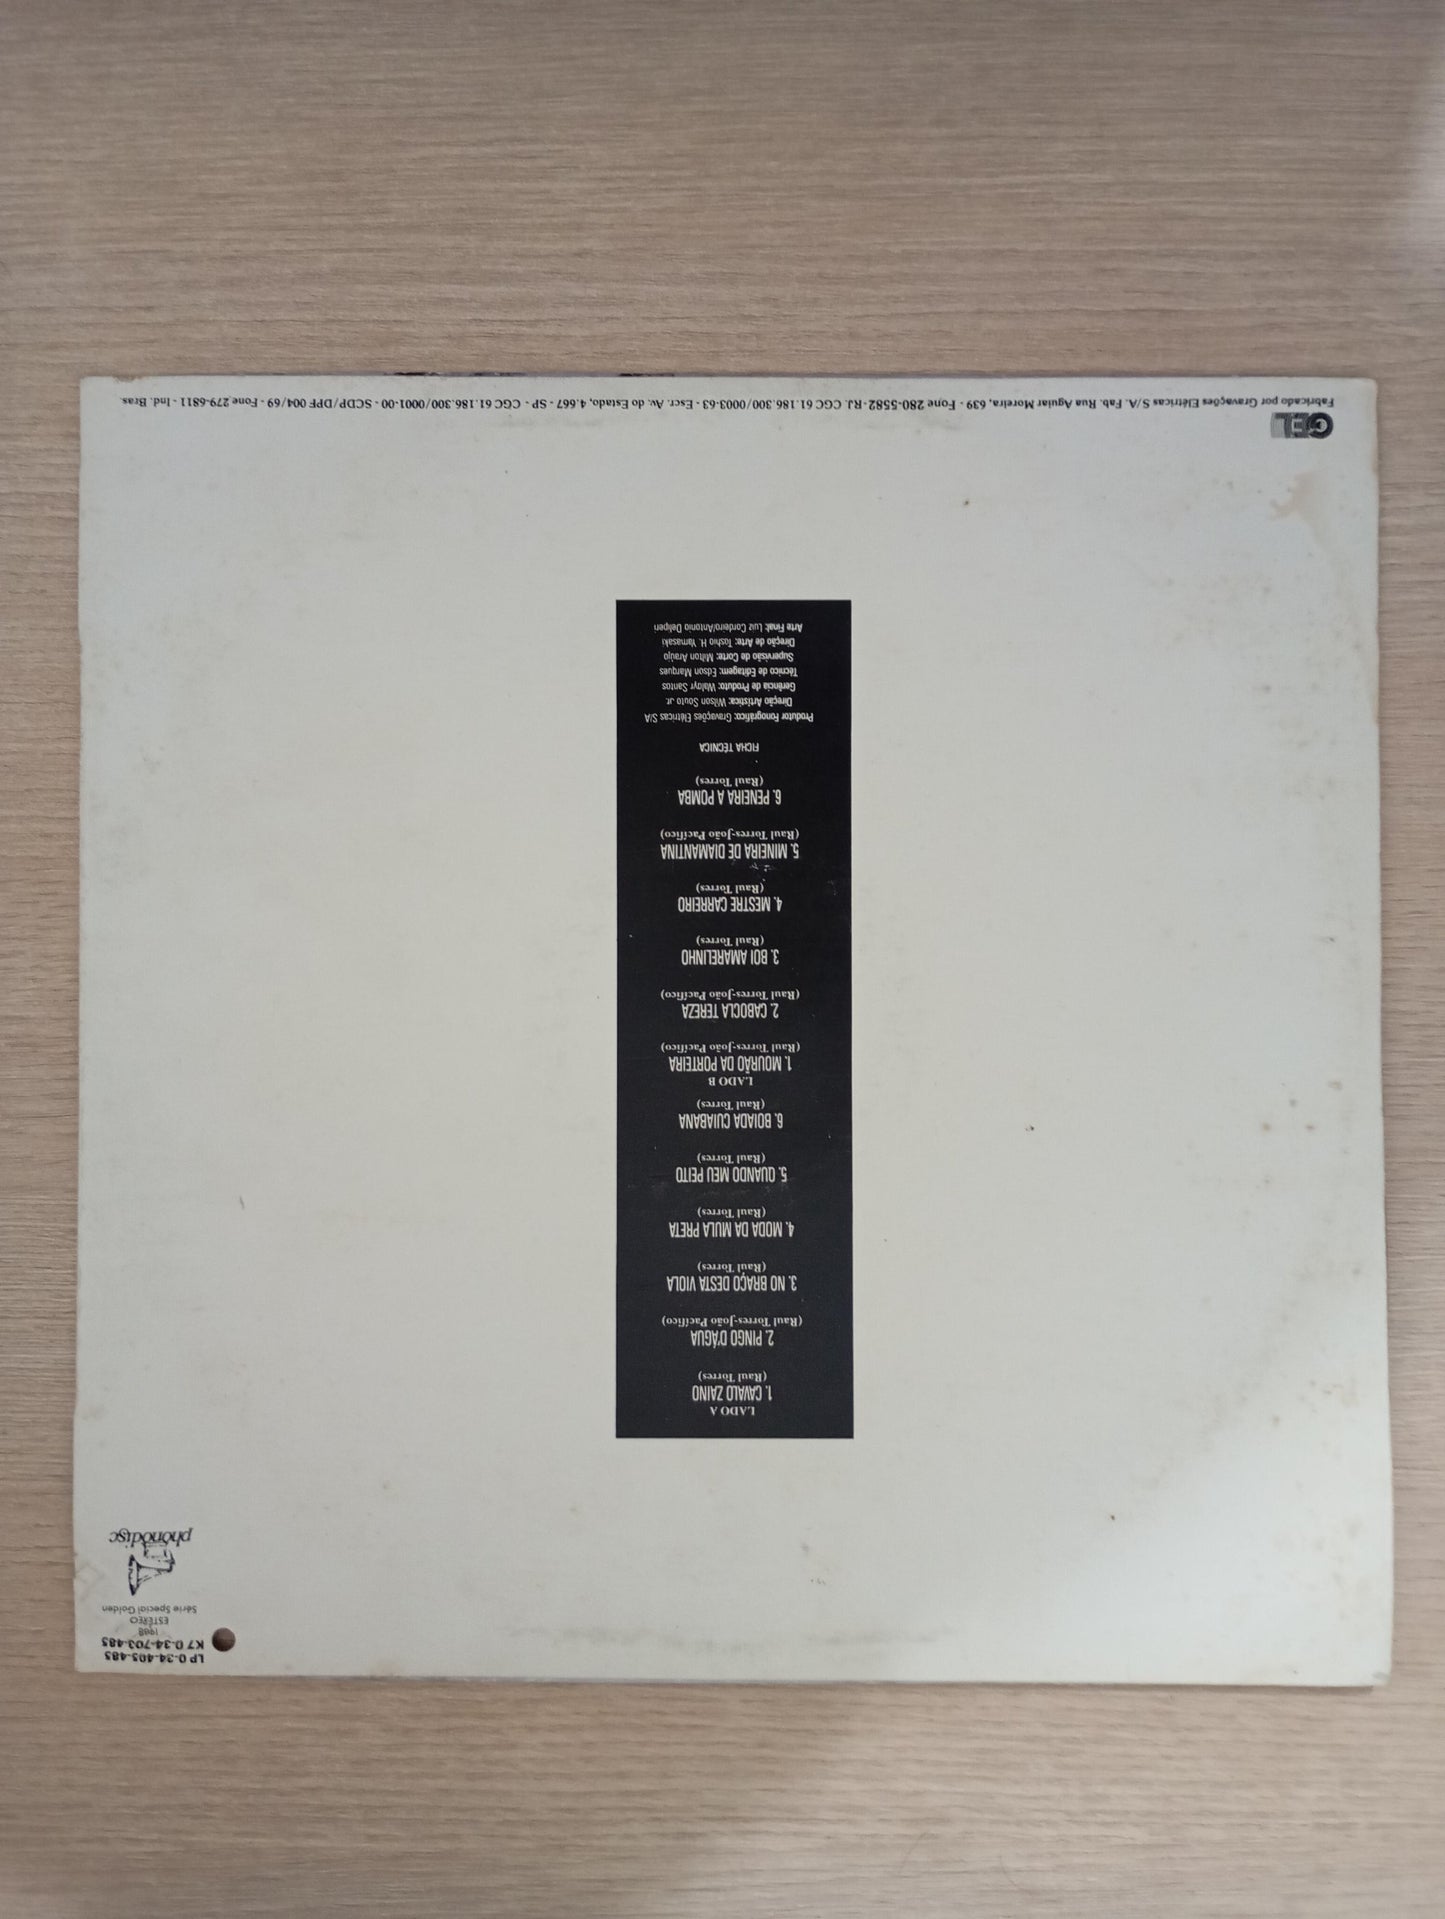 LP 0-34-405-485
K7 0-34-703-485
1988
ESTÉREO
Série Special Golden
phonodisc
LADO A
1. CAVALO ZAINO
(Raul Torres)
2. PINGO D'ÁGUA
(Raul Torres-João Pacífico)
3. NO BRAÇO DESTA VIOLA
(Raul Torres)
4. MODA DA MULA PRETA
(Raul Torres)
5. QUANDO MEU PEITO
(Raul Torres)
6. BOIADA CUIABANA
(Raul Torres)
LADO B
1. MOURÃO DA PORTEIRA
(Raul Torres-João Pacífico)
2. CABOCLA TEREZA
(Raul Torres-João Pacífico)
3. BOI AMARELINHO
(Raul Torres)
4. MESTRE CARREIRO
(Raul Torres)
5. MINEIRA DE DIAMANTINA
(Raul Torres-João Pacífico)
6. PENEIRA A POMBA
(Raul Torres)
FICHA TÉCNICA
Produtor Fonográfico: Gravações Elétricas S/A
Direção Artística: Wilson Souto Jr.
Gerência de Produto: Walnyr Santos
Técnico de Editagem: Edson Marques
Supervisão de Corte: Milton Araújo
Direção de Arte: Toshio H. Yamasaki
Arte Final: Luiz Cordeiro/Antonio Deliperi
GEL
Fabricado por Gravações Elétricas S/A. Fab. Rua Aguiar Moreira, 639 - Fone 280-5582 - RJ. CGC 61.186.300/0003-63 - Escr. Av. do Estado, 4.667 - SP - CGC 61.186.300/0001-00 - SCDP/DPF 004/69 - Fone 279-6811 - Ind. Bras.